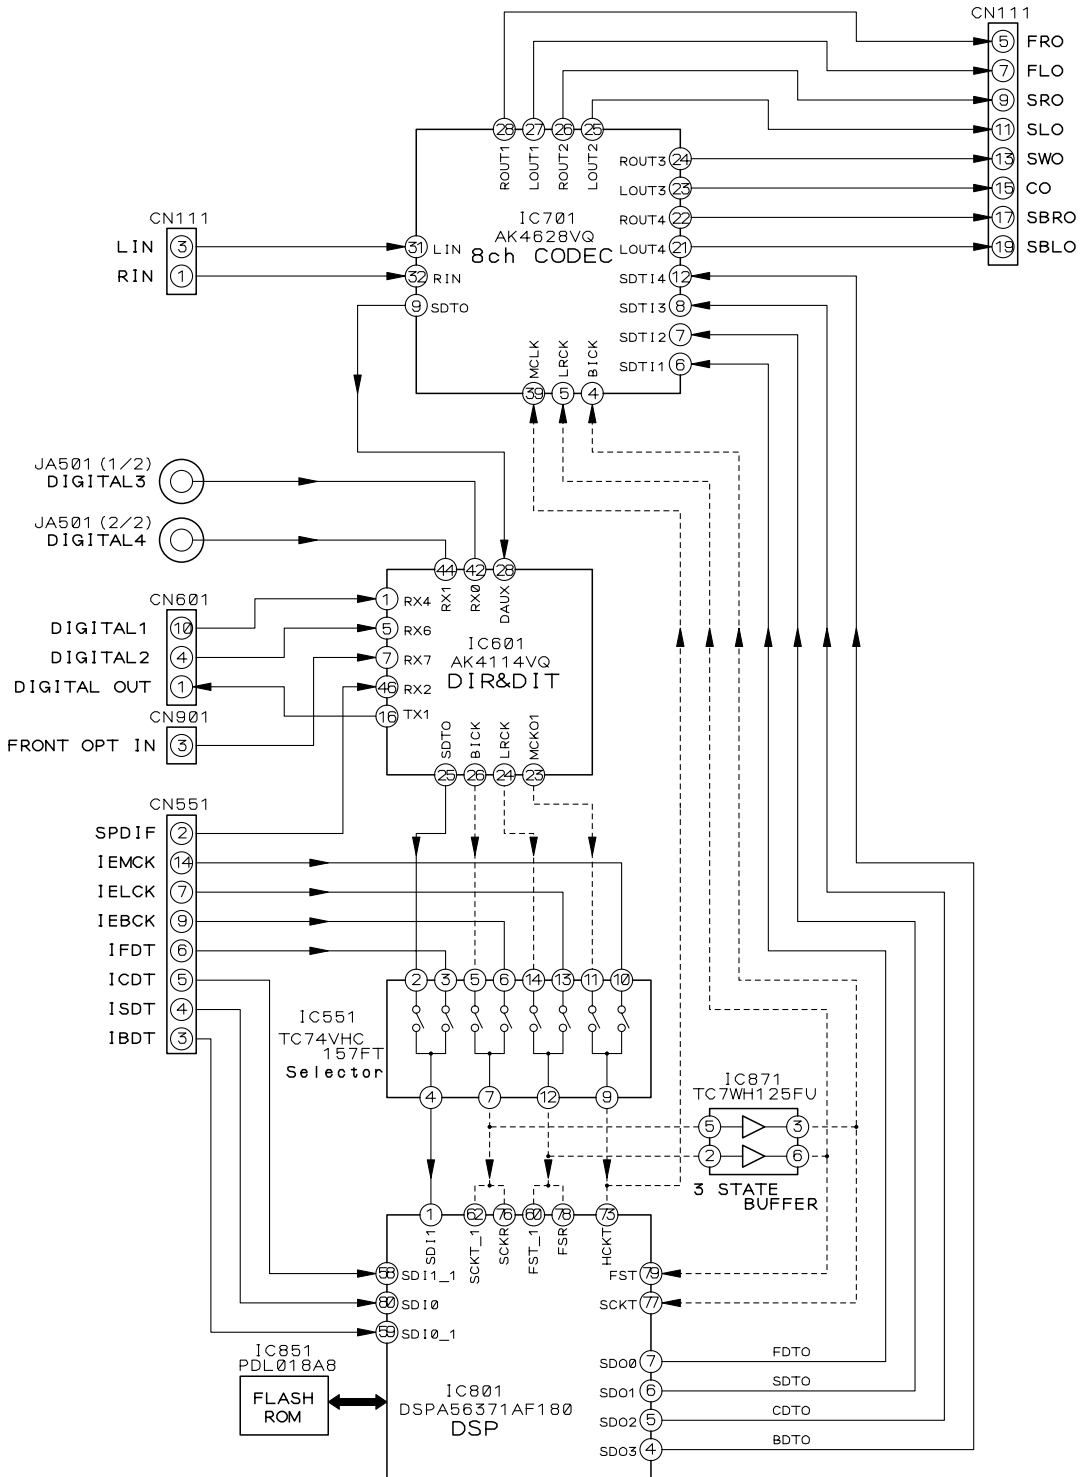 CN111
5 FRO
7 FLO
9 SRO
11 SLO
13 SWO
15 CO
17 SBRO
19 SBLO
28 27 26 25
ROUT1 LOUT1 ROUT2 LOUT2
ROUT3 24
LOUT3 23
ROUT4 22
LOUT4 21
SDTI4 12
SDTI3 8
SDTI2 7
SDTI1 6
IC701
AK4628VQ
8ch CODEC
CN111
LIN 3
RIN 1
31 LIN
32 RIN
9 SDTO
MCLK LRCK BICK
39 5 4
JA501 (1/2)
DIGITAL3
JA501 (2/2)
DIGITAL4
44 42 28
RX1 RX0 DAUX
CN601
DIGITAL1 10
DIGITAL2 4
DIGITAL OUT 1
CN901
FRONT OPT IN 3
1 RX4
5 RX6
7 RX7
46 RX2
16 TX1
IC601
AK4114VQ
DIR&DIT
SDTO BICK LRCK MCKO1
25 26 24 23
CN551
SPDIF 2
IEMCK 14
IELCK 7
IEBCK 9
IFDT 6
ICDT 5
ISDT 4
IBDT 3
2 3 5 6 14 13 11 10
IC551
TC74VHC
157FT
Selector
4 7 12 9
IC871
TC7WH125FU
5 3
2 6
3 STATE
BUFFER
1 62 76 60 78 73
SDI1 SCKT_1 SCKR FST_1 FSR HCKT
58 SDI1_1
80 SDI0
59 SDI0_1
FST 79
SCKT 77
SDO0 7 FDTO
SDO1 6 SDTO
SDO2 5 CDTO
SDO3 4 BDTO
IC851
PDL018A8
FLASH
ROM
IC801
DSPA56371AF180
DSP